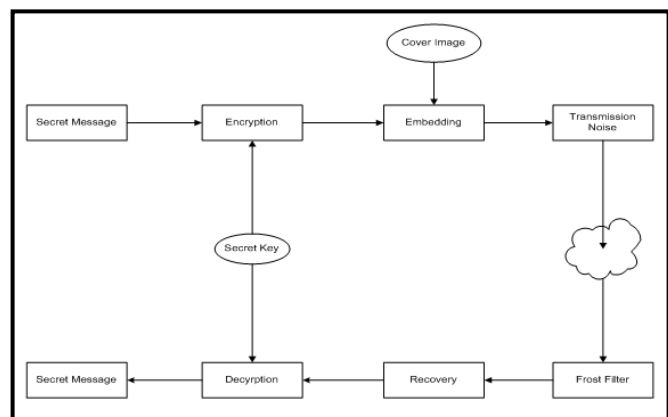 Cover Image
Secret Message
Encryption
Embedding
Transmission
Noise
Secret Key
Secret Message
Decyrption
Recovery
Frost Filter